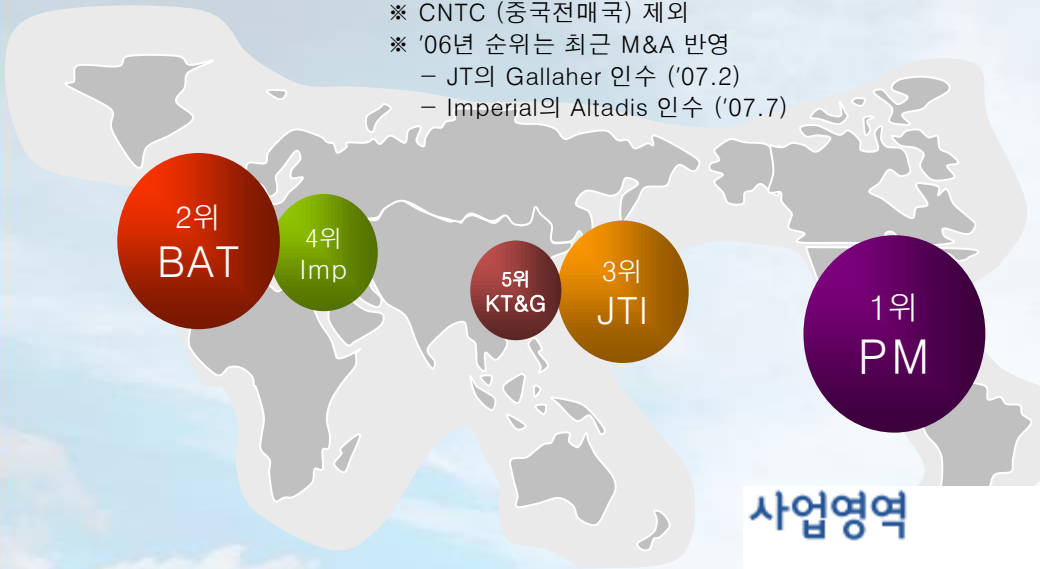 ※ CNTC (중국전매국) 제외
※ '06년 순위는 최근 M&A 반영
– JT의 Gallaher 인수 ('07.2)
– Imperial의 Altadis 인수 ('07.7)
2위
BAT
4위
Imp
5위
KT&G
3위
JTI
1위
PM
사업영역